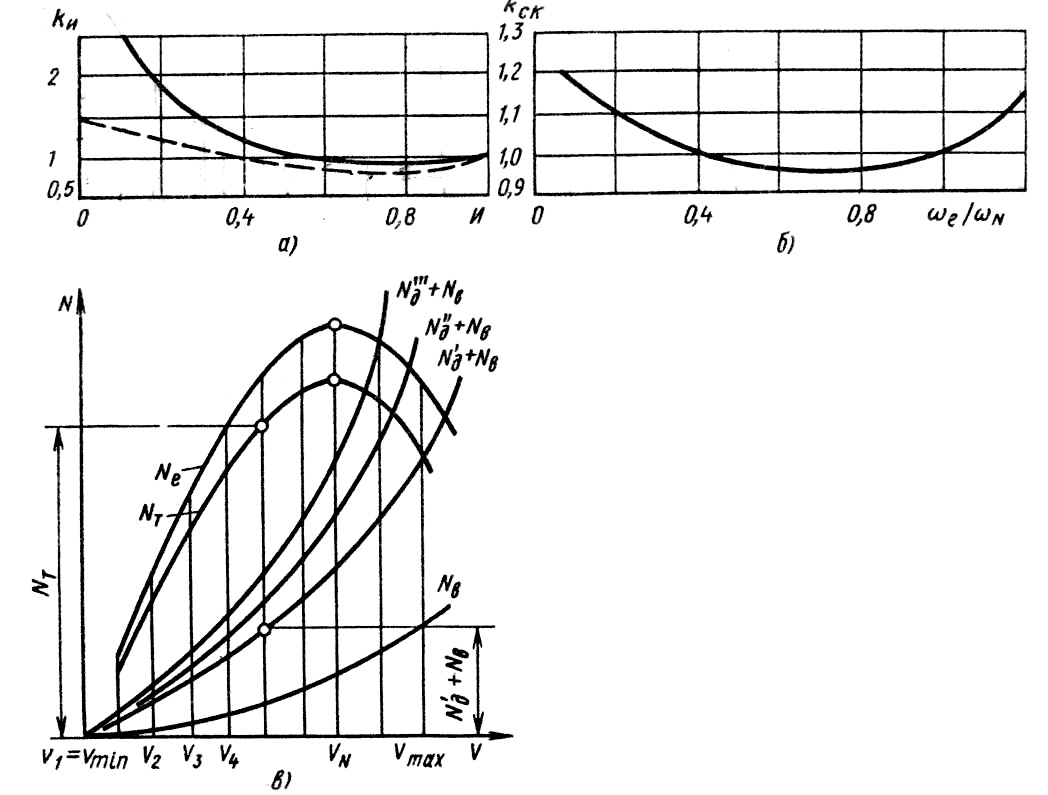 kи
2
1
0,5
0
0,4
0,8
И
а)
kск
1,3
1,2
1,1
1,0
0,9
0
0,4
0,8
ωe/ωN
б)
N
N‴д+Nв
N″д+Nв
N′д+Nв
Ne
Nт
Nт
Nв
N′д+Nв
V1=Vmin V2 V3 V4 VN Vmax V
в)